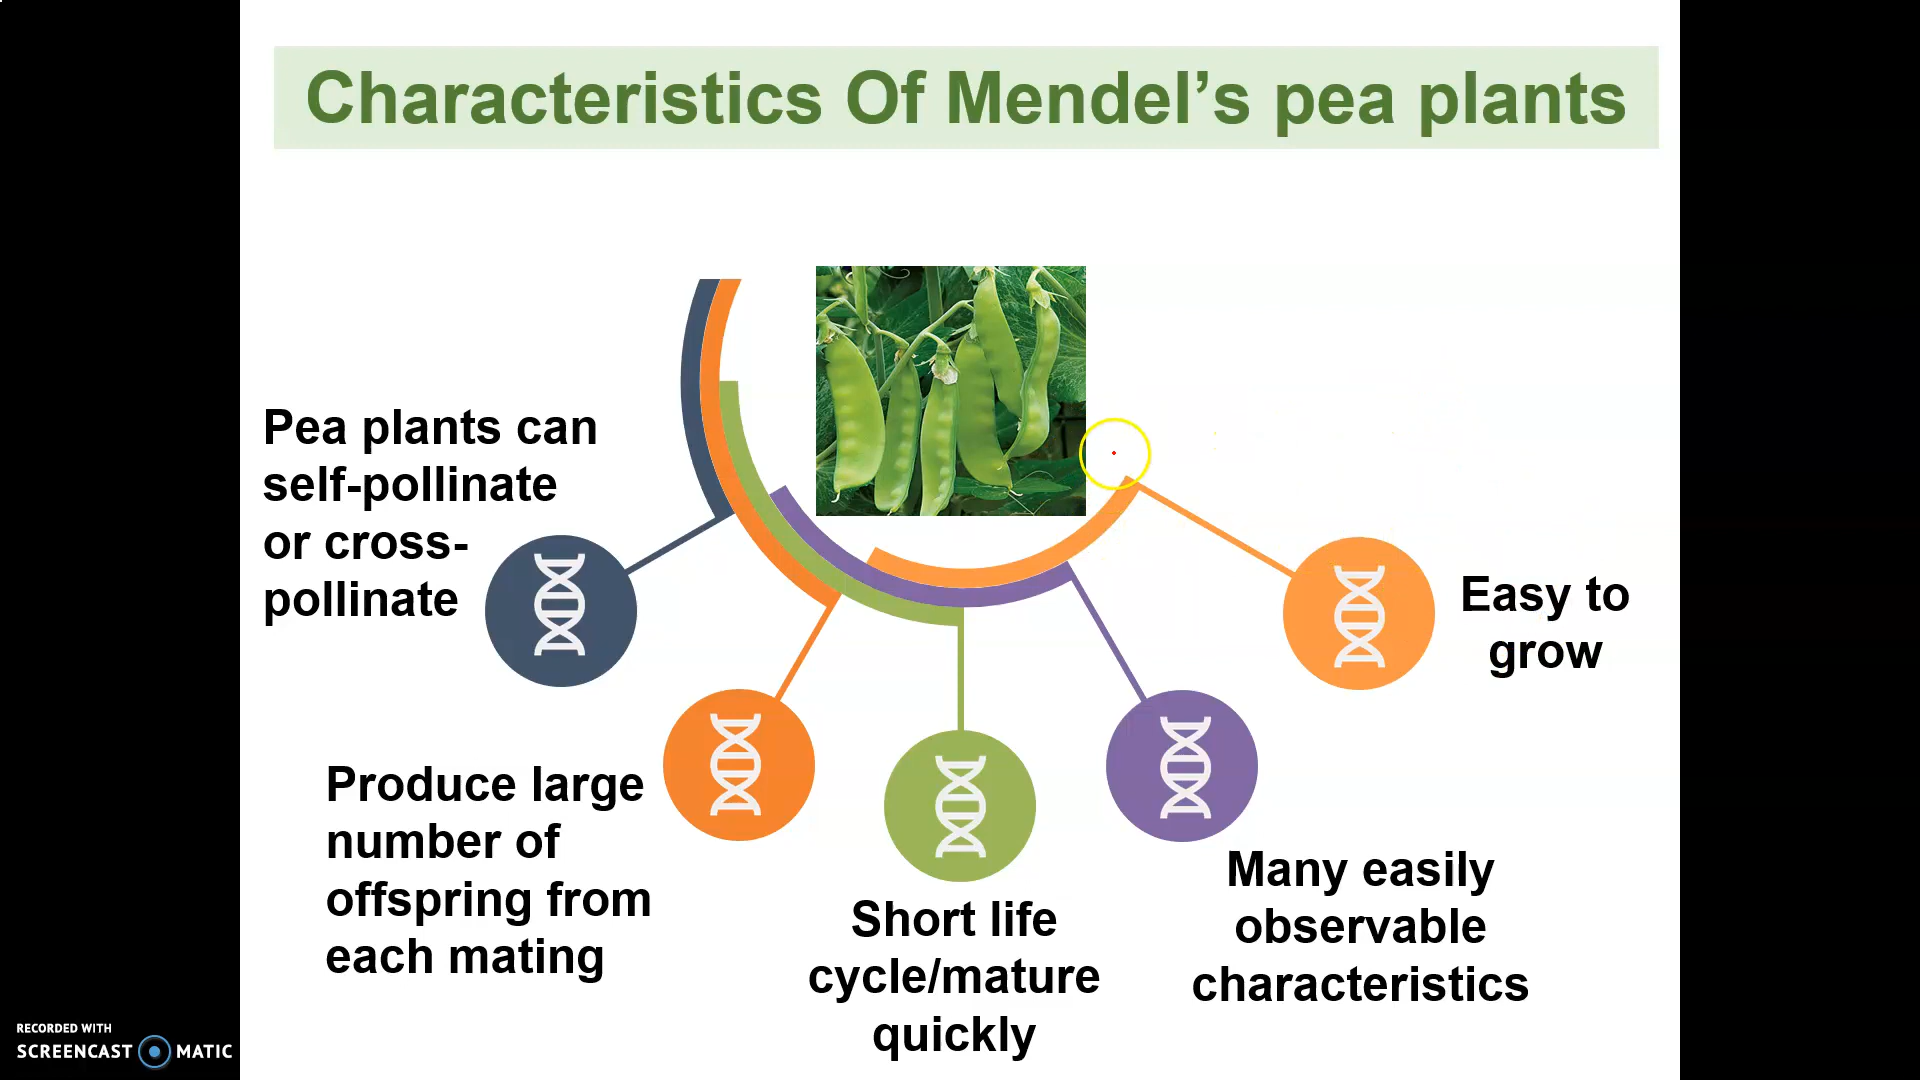 Characteristics Of Mendel’s pea plants
Pea plants can
self-pollinate
or cross-
pollinate
Produce large
number of
offspring from
each mating
Short life
cycle/mature
quickly
Many easily
observable
characteristics
Easy to
grow
RECORDED WITH
SCREENCAST MATIC